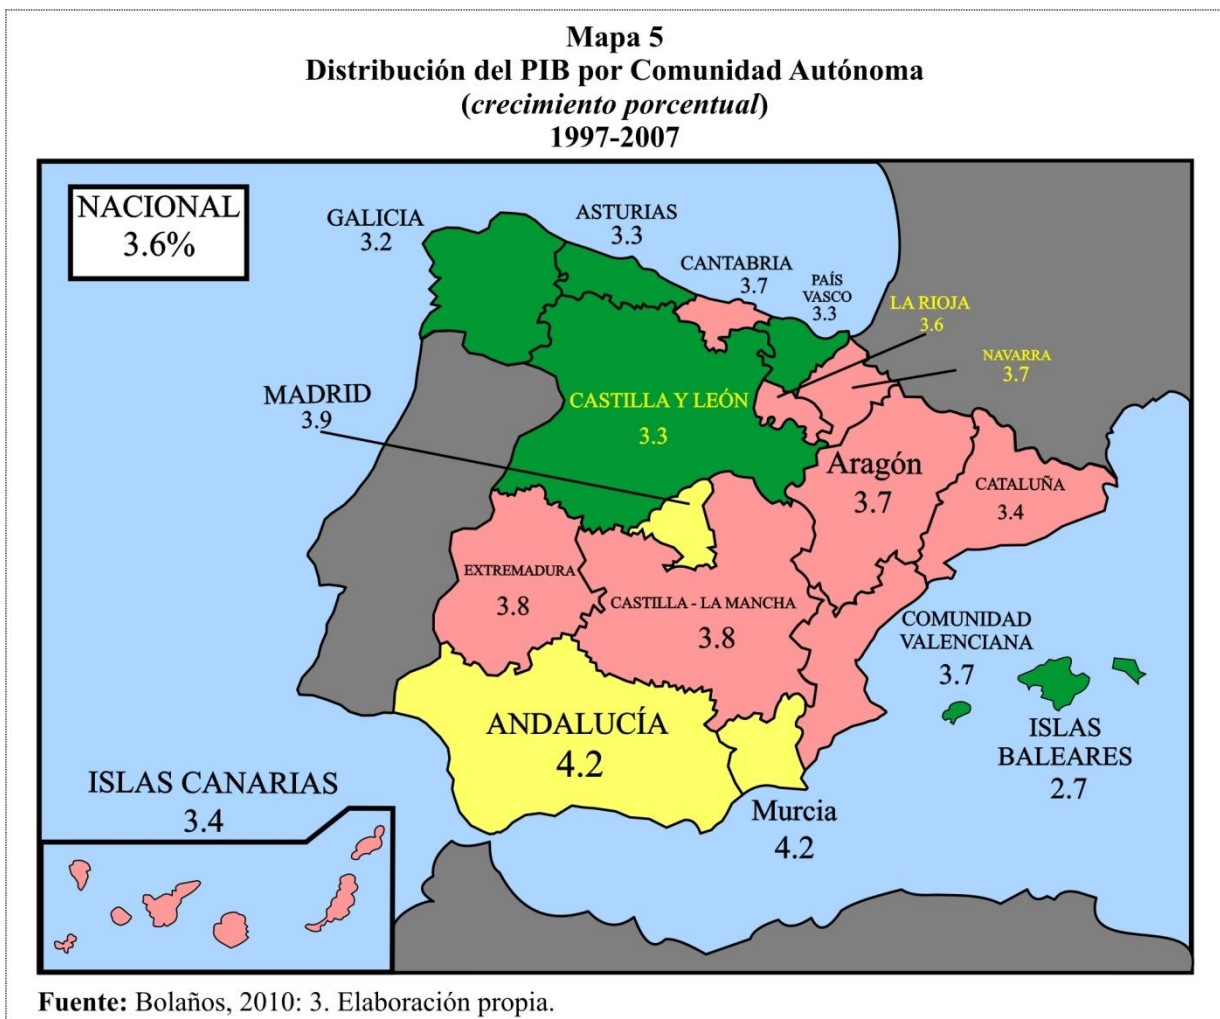 Mapa 5
Distribución del PIB por Comunidad Autónoma
(crecimiento porcentual)
1997-2007
NACIONAL
3.6%
GALICIA
3.2
ASTURIAS
3.3
CANTABRIA
3.7
PAÍS
VASCO
3.3
LA RIOJA
3.6
NAVARRA
3.7
MADRID
3.9
CASTILLA Y LEÓN
3.3
Aragón
3.7
CATALUÑA
3.4
EXTREMADURA
3.8
CASTILLA - LA MANCHA
3.8
COMUNIDAD
VALENCIANA
3.7
ISLAS
BALEARES
2.7
ANDALUCÍA
4.2
Murcia
4.2
ISLAS CANARIAS
3.4
Fuente: Bolaños, 2010: 3. Elaboración propia.